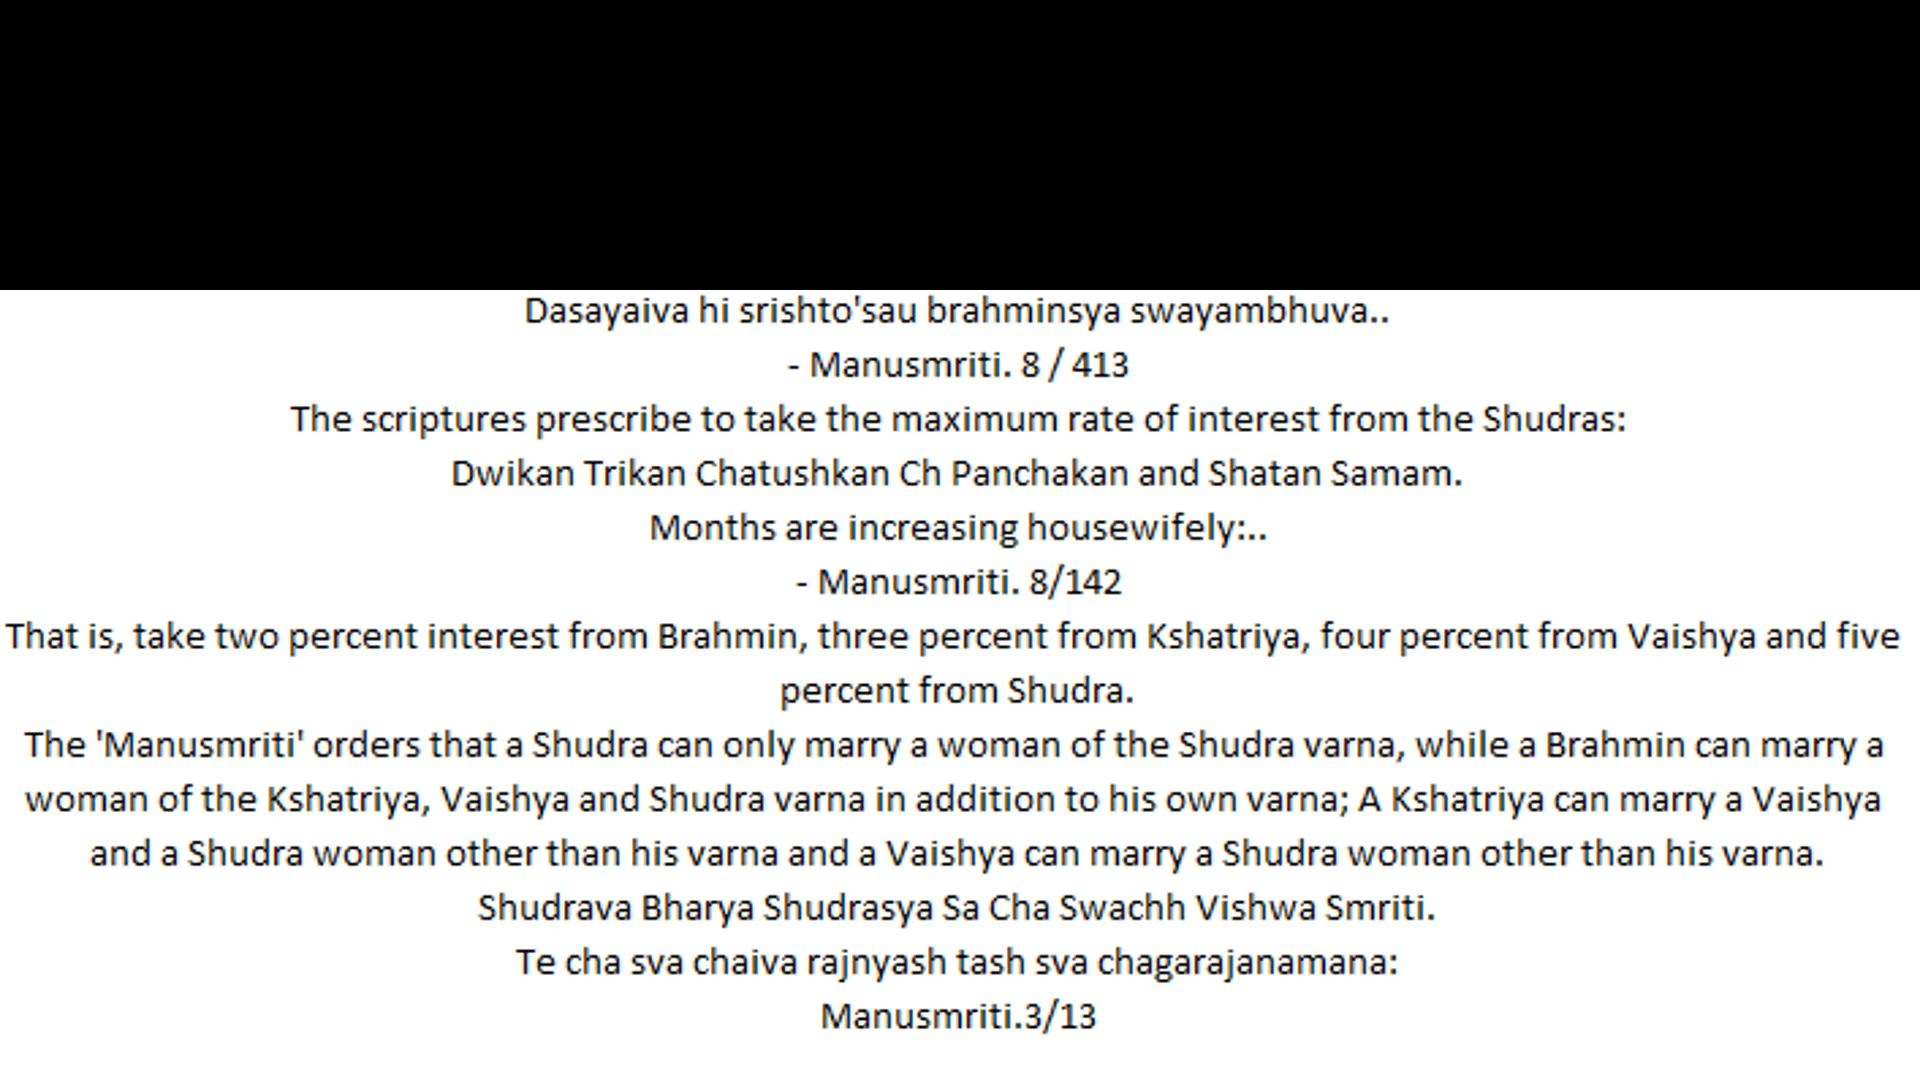 Dasayaiva hi srishto'sau brahminsya swayambhuva..
- Manusmriti. 8 / 413
The scriptures prescribe to take the maximum rate of interest from the Shudras:
Dwikan Trikan Chatushkan Ch Panchakan and Shatan Samam.
Months are increasing housewifely:..
- Manusmriti. 8/142
That is, take two percent interest from Brahmin, three percent from Kshatriya, four percent from Vaishya and five
percent from Shudra.
The 'Manusmriti' orders that a Shudra can only marry a woman of the Shudra varna, while a Brahmin can marry a
woman of the Kshatriya, Vaishya and Shudra varna in addition to his own varna; A Kshatriya can marry a Vaishya
and a Shudra woman other than his varna and a Vaishya can marry a Shudra woman other than his varna.
Shudrava Bharya Shudrasya Sa Cha Swachh Vishwa Smriti.
Te cha sva chaiva rajnyash tash sva chagarajanamana:
Manusmriti.3/13